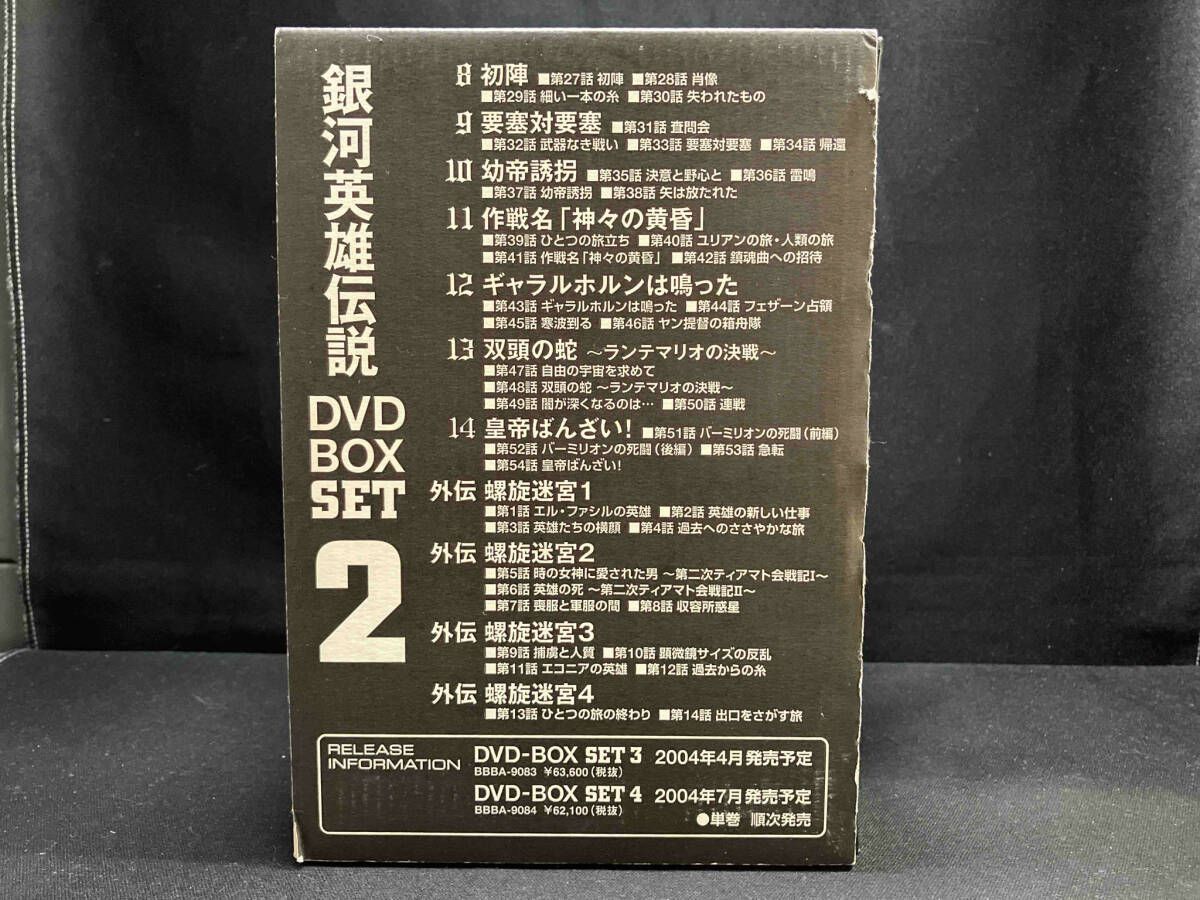 銀河英雄伝説
DVD
BOX
SET
2
8 初陣 ■第27話 初陣 ■第28話 肖像
■第29話 細い一本の糸 ■第30話 失われたもの
9 要塞対要塞 ■第31話 査問会
■第32話 武器なき戦い ■第33話 要塞対要塞 ■第34話 帰還
10 幼帝誘拐 ■第35話 決意と野心と ■第36話 雷鳴
■第37話 幼帝誘拐 ■第38話 矢は放たれた
11 作戦名「神々の黄昏」
■第39話 ひとつの旅立ち ■第40話 ユリアンの旅・人類の旅
■第41話 作戦名「神々の黄昏」 ■第42話 鎮魂曲への招待
12 ギャラルホルンは鳴った
■第43話 ギャラルホルンは鳴った ■第44話 フェザーン占領
■第45話 寒波到る ■第46話 ヤン提督の箱舟隊
13 双頭の蛇 ～ランテマリオの決戦～
■第47話 自由の宇宙を求めて
■第48話 双頭の蛇 ～ランテマリオの決戦～
■第49話 闇が深くなるのは… ■第50話 連戦
14 皇帝ばんざい! ■第51話 バーミリオンの死闘（前編）
■第52話 バーミリオンの死闘（後編） ■第53話 急転
■第54話 皇帝ばんざい!
外伝 螺旋迷宮1
■第1話 エル・ファシルの英雄 ■第2話 英雄の新しい仕事
■第3話 英雄たちの横顔 ■第4話 過去へのささやかな旅
外伝 螺旋迷宮2
■第5話 時の女神に愛された男 ～第二次ティアマト会戦記Ⅰ～
■第6話 英雄の死 ～第二次ティアマト会戦記Ⅱ～
■第7話 喪服と軍服の間 ■第8話 収容所惑星
外伝 螺旋迷宮3
■第9話 捕虜と人質 ■第10話 顕微鏡サイズの反乱
■第11話 エコニアの英雄 ■第12話 過去からの糸
外伝 螺旋迷宮4
■第13話 ひとつの旅の終わり ■第14話 出口をさがす旅
RELEASE
INFORMATION
DVD-BOX SET 3 2004年4月発売予定
BBBA-9083 ¥63,600（税抜）
DVD-BOX SET 4 2004年7月発売予定
BBBA-9084 ¥62,100（税抜）
●単巻 順次発売